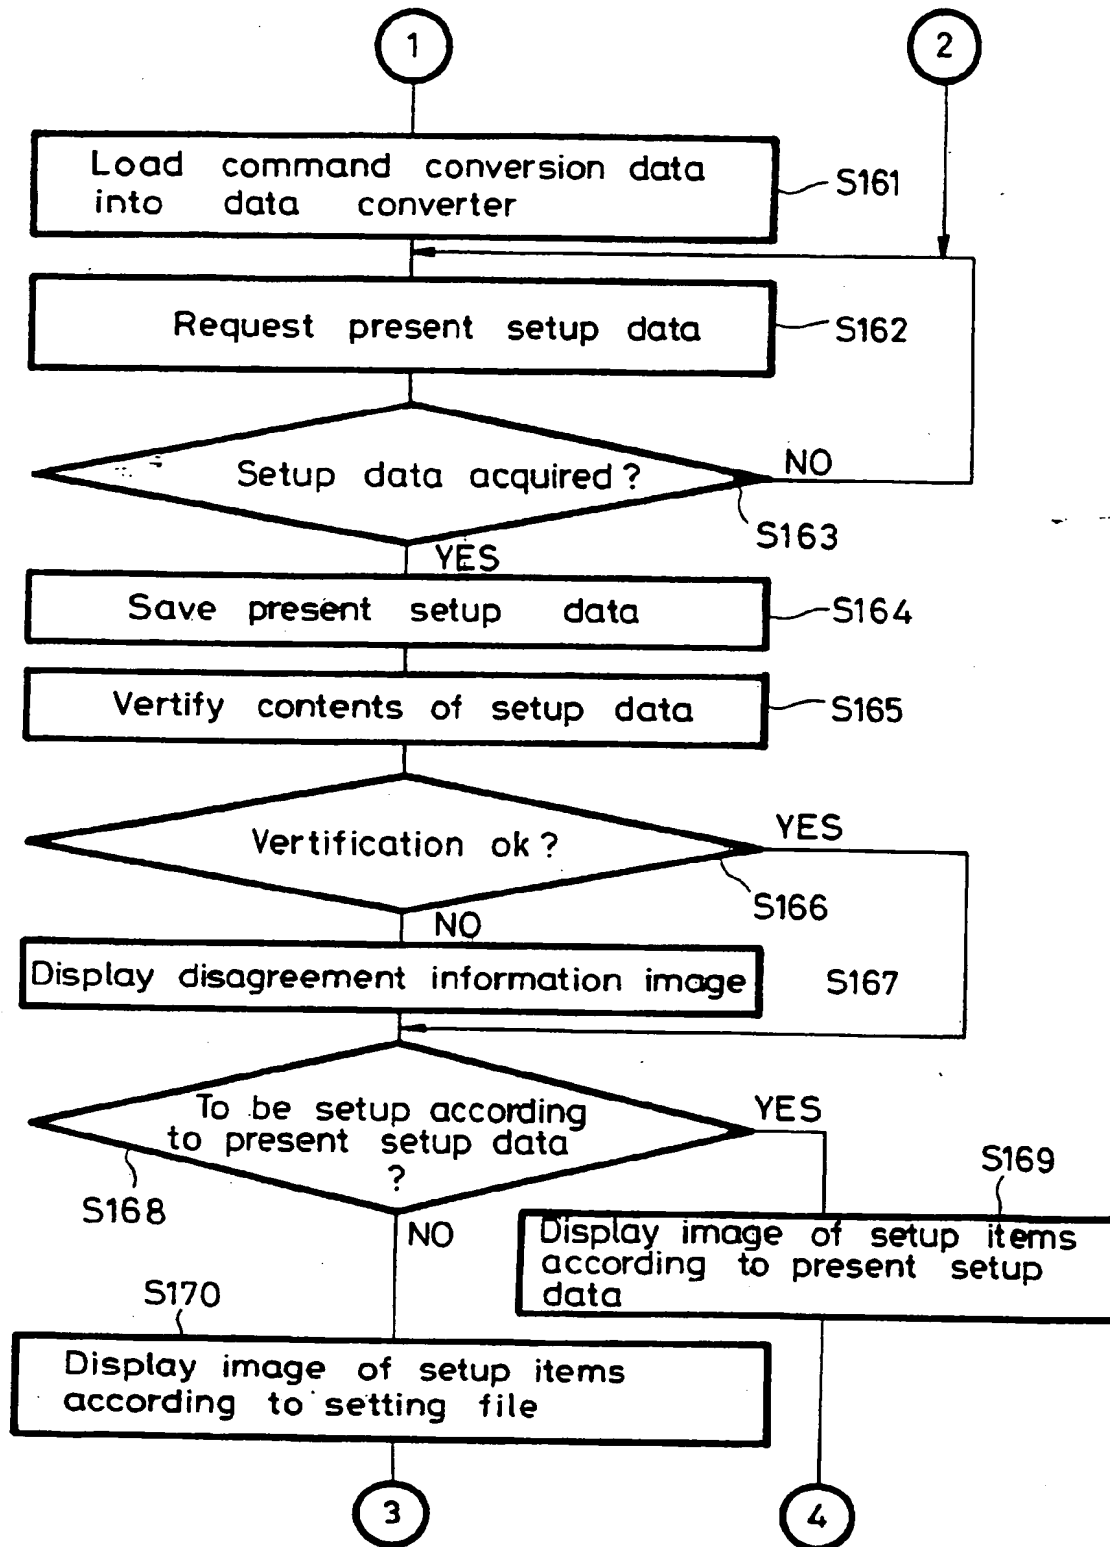 1
2
Load command conversion data
into data converter
S161
Request present setup data
S162
Setup data acquired ?
NO
S163
YES
Save present setup data
S164
Vertify contents of setup data
S165
Vertification ok ?
YES
S166
NO
Display disagreement information image
S167
To be setup according
to present setup data
?
YES
S168
NO
S169
Display image of setup items
according to present setup
data
S170
Display image of setup items
according to setting file
3
4